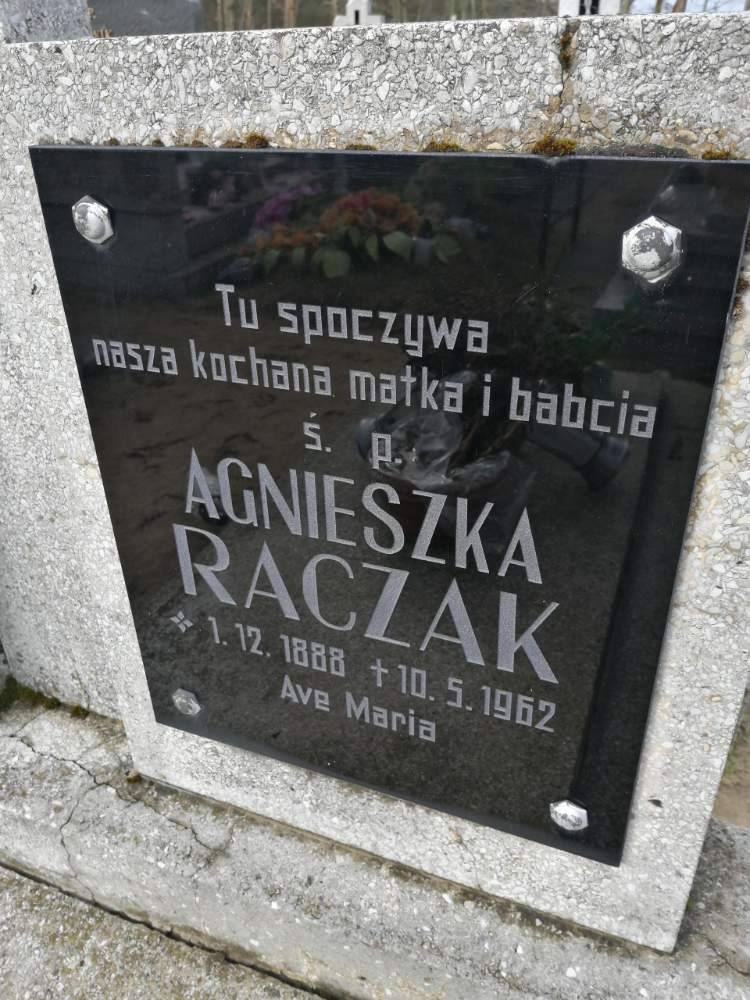 Tu spoczywa
nasza kochana matka i babcia
ś. p.
AGNIESZKA
RACZAK
1. 12. 1888 +10. 5. 1962
Ave Maria